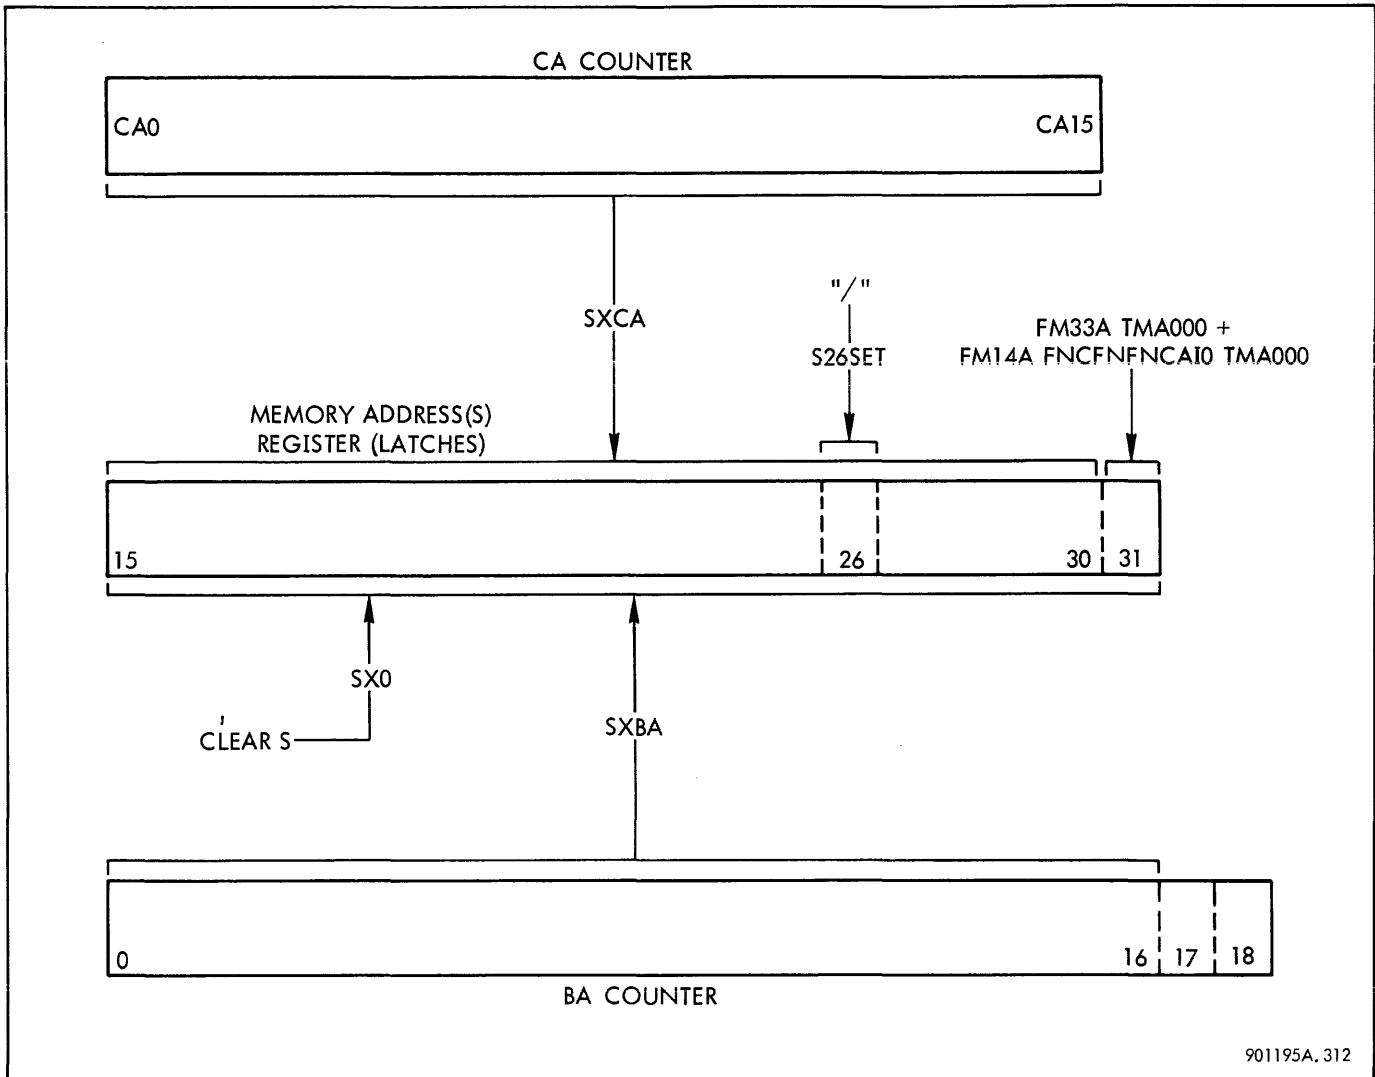 CA COUNTER
CA0
CA15
"/"
SXCA
S26SET
FM33A TMA000 +
FM14A FNCFNFNCAI0 TMA000
MEMORY ADDRESS(S)
REGISTER (LATCHES)
15
26
30
31
SX0
CLEAR S
SXBA
0
16
17
18
BA COUNTER
901195A.312